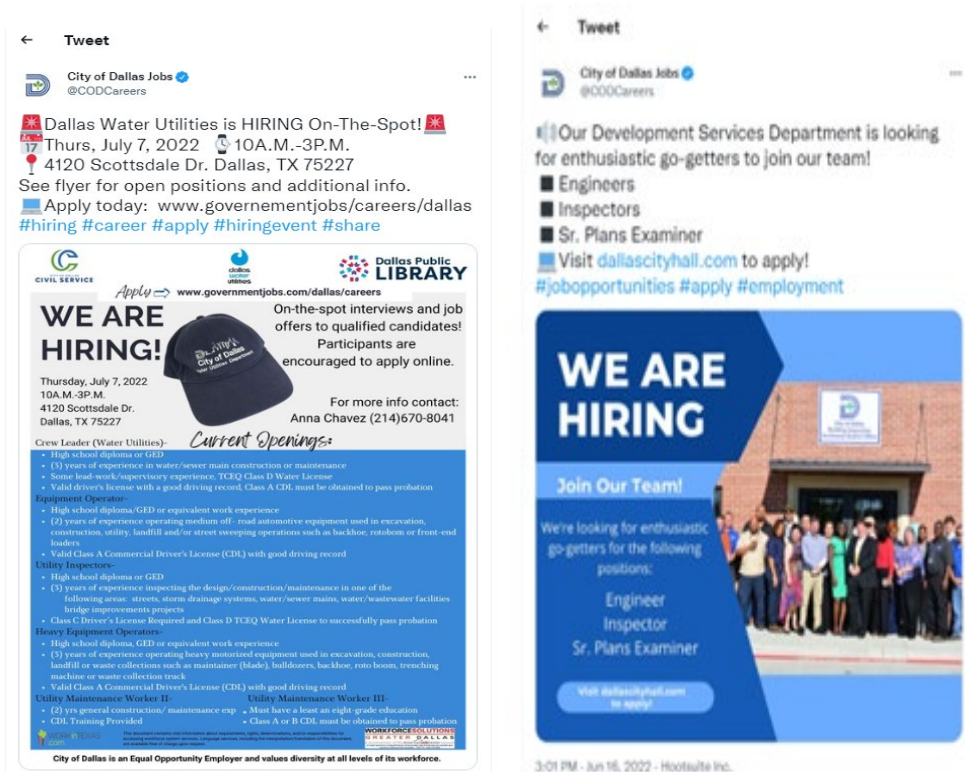 ← Tweet
City of Dallas Jobs
@CODCareers
Dallas Water Utilities is HIRING On-The-Spot!
17 Thurs, July 7, 2022 10A.M.-3P.M.
4120 Scottsdale Dr. Dallas, TX 75227
See flyer for open positions and additional info.
Apply today: www.governementjobs/careers/dallas
#hiring #career #apply #hiringevent #share
CIVIL SERVICE
dallas
water
utilities
Dallas Public
LIBRARY
Apply www.governmentjobs.com/dallas/careers
WE ARE
HIRING!
Thursday, July 7, 2022
10A.M.-3P.M.
4120 Scottsdale Dr.
Dallas, TX 75227
City of Dallas
Water Utilities Department
On-the-spot interviews and job
offers to qualified candidates!
Participants are
encouraged to apply online.
For more info contact:
Anna Chavez (214)670-8041
Current Openings:
Crew Leader (Water Utilities)-
• High school diploma or GED
• (3) years of experience in water/sewer main construction or maintenance
• Some lead-work/supervisory experience, TCEQ Class D Water License
• Valid driver's license with a good driving record, Class A CDL must be obtained to pass probation
Equipment Operator-
• High school diploma/GED or equivalent work experience
• (2) years of experience operating medium off- road automotive equipment used in excavation,
construction, utility, landfill and/or street sweeping operations such as backhoe, rotobom or front-end
loaders
• Valid Class A Commercial Driver's License (CDL) with good driving record
Utility Inspectors-
• High school diploma or GED
• (3) years of experience inspecting the design/construction/maintenance in one of the
following areas: streets, storm drainage systems, water/sewer mains, water/wastewater facilities
bridge improvements projects
• Class C Driver's License Required and Class D TCEQ Water License to successfully pass probation
Heavy Equipment Operators-
• High school diploma, GED or equivalent work experience
• (3) years of experience operating heavy motorized equipment used in excavation, construction,
landfill or waste collections such as maintainer (blade), bulldozers, backhoe, roto boom, trenching
machine or waste collection truck
• Valid Class A Commercial Driver's License (CDL) with good driving record
Utility Maintenance Worker II-
• (2) yrs general construction/ maintenance exp
• CDL Training Provided
Utility Maintenance Worker III-
• Must have a least an eight-grade education
• Class A or B CDL must be obtained to pass probation
WORK IN TEXAS
.com
WORKFORCE SOLUTIONS
GREATER DALLAS
City of Dallas is an Equal Opportunity Employer and values diversity at all levels of its workforce.
← Tweet
City of Dallas Jobs
@CODCareers
Our Development Services Department is looking
for enthusiastic go-getters to join our team!
Engineers
Inspectors
Sr. Plans Examiner
Visit dallascityhall.com to apply!
#jobopportunities #apply #employment
WE ARE
HIRING
Join Our Team!
We're looking for enthusiastic
go-getters for the following
positions:
Engineer
Inspector
Sr. Plans Examiner
Visit dallascityhall.com
to apply!
3:01 PM · Jun 16, 2022 · Hootsuite Inc.